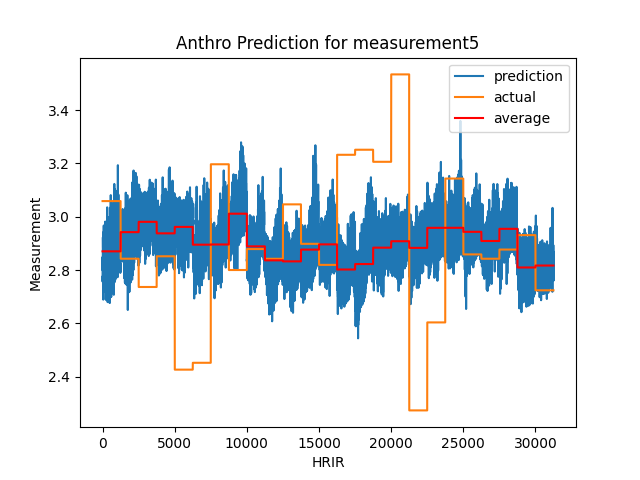 Anthro Prediction for measurement5
prediction
actual
average
Measurement
3.4
3.2
3.0
2.8
2.6
2.4
0 5000 10000 15000 20000 25000 30000
HRIR